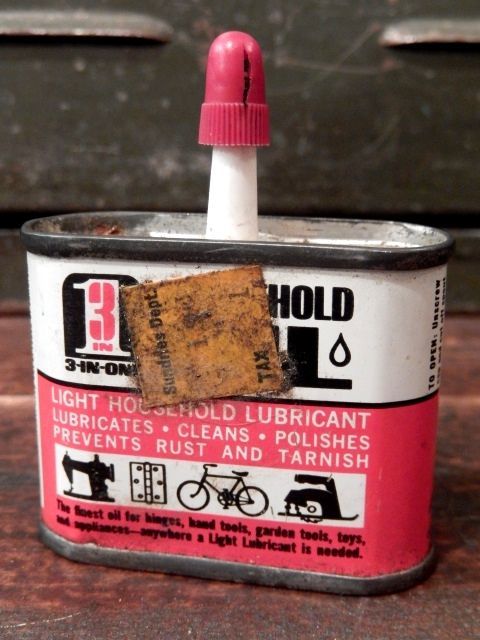 3
IN
3-IN-ON
HOLD
Sundries Dept.
TAX
LIGHT HOUSEHOLD LUBRICANT
LUBRICATES • CLEANS • POLISHES
PREVENTS RUST AND TARNISH
The finest oil for hinges, hand tools, garden tools, toys,
and appliances—anywhere a Light Lubricant is needed.
TO OPEN: Unscrew